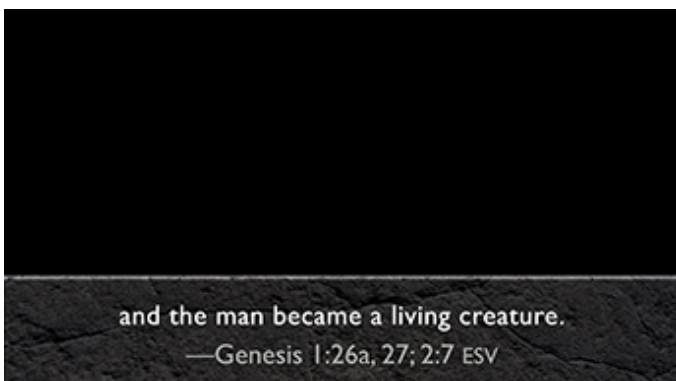 and the man became a living creature.
—Genesis 1:26a, 27; 2:7 ESV